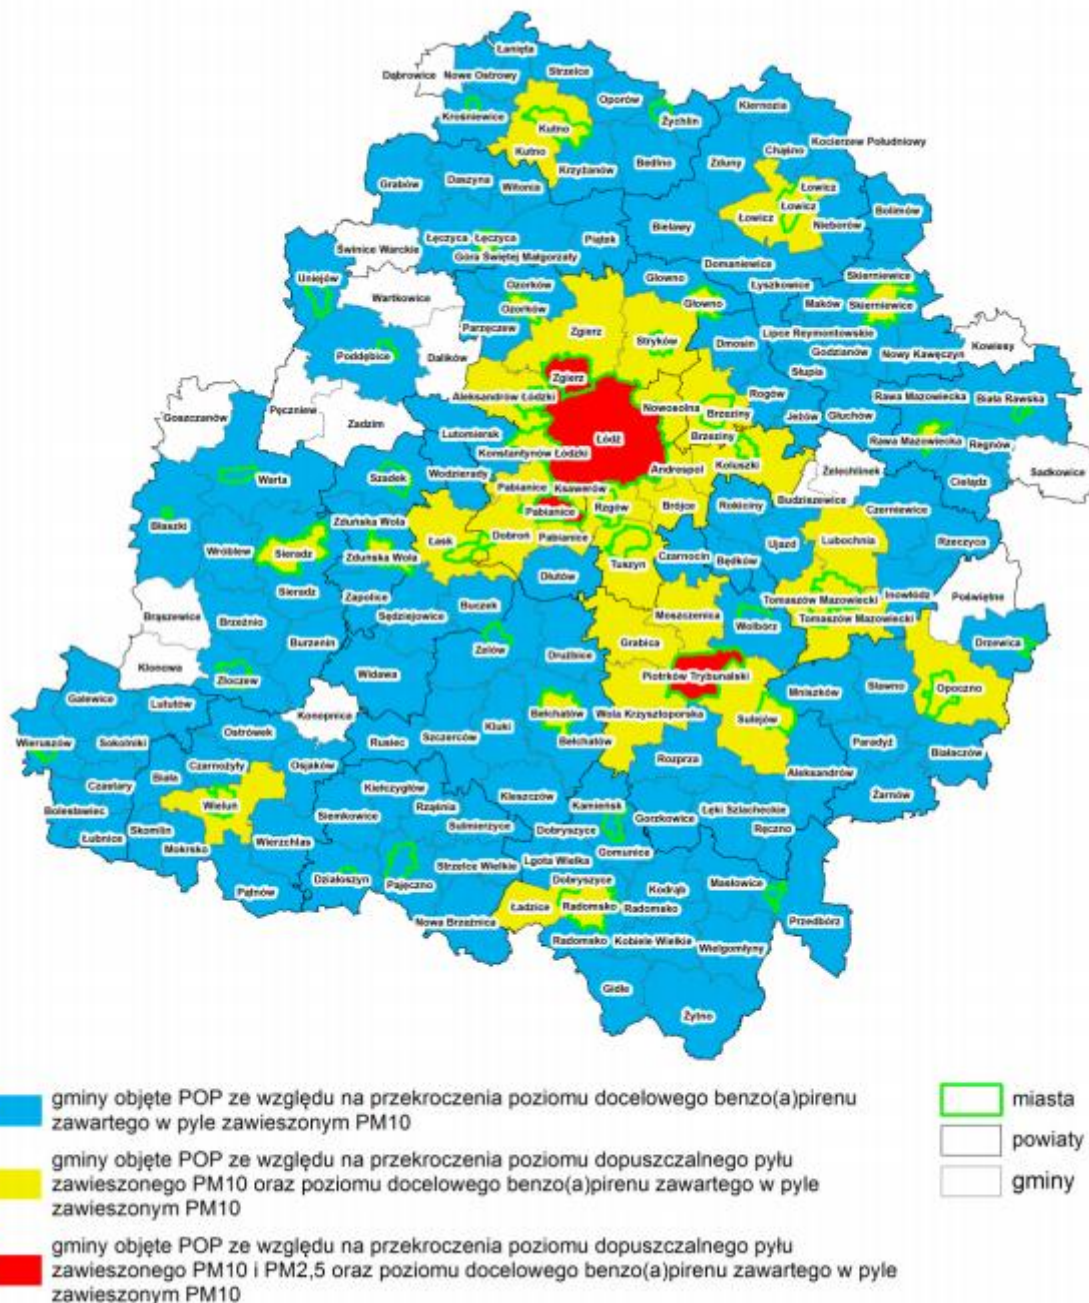 Łanięta
Dąbrowice Nowe Ostrowy Strzelce
Oporów Kiernozia
Krośniewice Żychlin
Kutno Kocierzew Południowy
Kutno Bedlno Zduny Chąśno
Krzyżanów Łowicz
Grabów Daszyna Witonia Łowicz
Łowicz Bolimów
Bielawy Nieborów
Łęczyca Łęczyca Piątek
Świnice Warckie Góra Świętej Małgorzaty Domaniewice
Uniejów Ozorków Głowno Łyszkowice Skierniewice
Wartkowice Ozorków Głowno Maków Skierniewice
Parzęczew Zgierz Stryków Dmosin Lipce Reymontowskie
Poddębice Dalików Godzianów Nowy Kawęczyn Kowiesy
Zgierz Słupia
Aleksandrów Łódzki Rogów Rawa Mazowiecka Biała Rawska
Goszczanów Pęczniew Zadzim Nowosolna Brzeziny Jeżów Głuchów
Lutomiersk Łódź Brzeziny Rawa Mazowiecka Regnów
Konstantynów Łódzki
Warta Szadek Wodzierady Andrespol Koluszki Żelechlinek Sadkowice
Pabianice Ksawerów Cielądz
Błaszki Pabianice Rzgów Brójce Rokiciny Budziszewice Czerniewice
Zduńska Wola
Wróblew Sieradz Zduńska Wola Łask Dobroń Pabianice Ujazd Lubochnia Rzeczyca
Tuszyn Czarnocin Będków
Sieradz Zapolice Dłutów
Brąszewice Buczek Tomaszów Mazowiecki Inowłódz Poświętne
Brzeźnio Sędziejowice Moszczenica Wolbórz Tomaszów Mazowiecki
Burzenin Zelów Grabica Drzewica
Klonowa Drużbice
Złoczew Widawa Piotrków Trybunalski
Galewice Lututów Mniszków Sławno Opoczno
Konopnica Bełchatów Wola Krzysztoporska Sulejów
Ostrówek Kluki
Wieruszów Sokolniki Rusiec Szczerców Bełchatów Paradyż Białaczów
Czarnożyły Osjaków Rozprza
Czastary Biała Kiełczygłów Aleksandrów
Bolesławiec Wieluń Rząśnia Kleszczów Kamieńsk Łęki Szlacheckie Żarnów
Łubnice Skomlin Siemkowice Sulmierzyce Dobryszyce Gorzkowice Ręczno
Mokrsko Wierzchlas Gomunice
Strzelce Wielkie Lgota Wielka
Pątnów Działoszyn Pajęczno Dobryszyce Kodrąb Masłowice
Ładzice Radomsko Radomsko
Nowa Brzeźnica Przedbórz
Radomsko Kobiele Wielkie Wielgomłyny
Gidle
Żytno
gminy objęte POP ze względu na przekroczenia poziomu docelowego benzo(a)pirenu
zawartego w pyle zawieszonym PM10
gminy objęte POP ze względu na przekroczenia poziomu dopuszczalnego pyłu
zawieszonego PM10 oraz poziomu docelowego benzo(a)pirenu zawartego w pyle
zawieszonym PM10
gminy objęte POP ze względu na przekroczenia poziomu dopuszczalnego pyłu
zawieszonego PM10 i PM2,5 oraz poziomu docelowego benzo(a)pirenu zawartego w pyle
zawieszonym PM10
miasta
powiaty
gminy